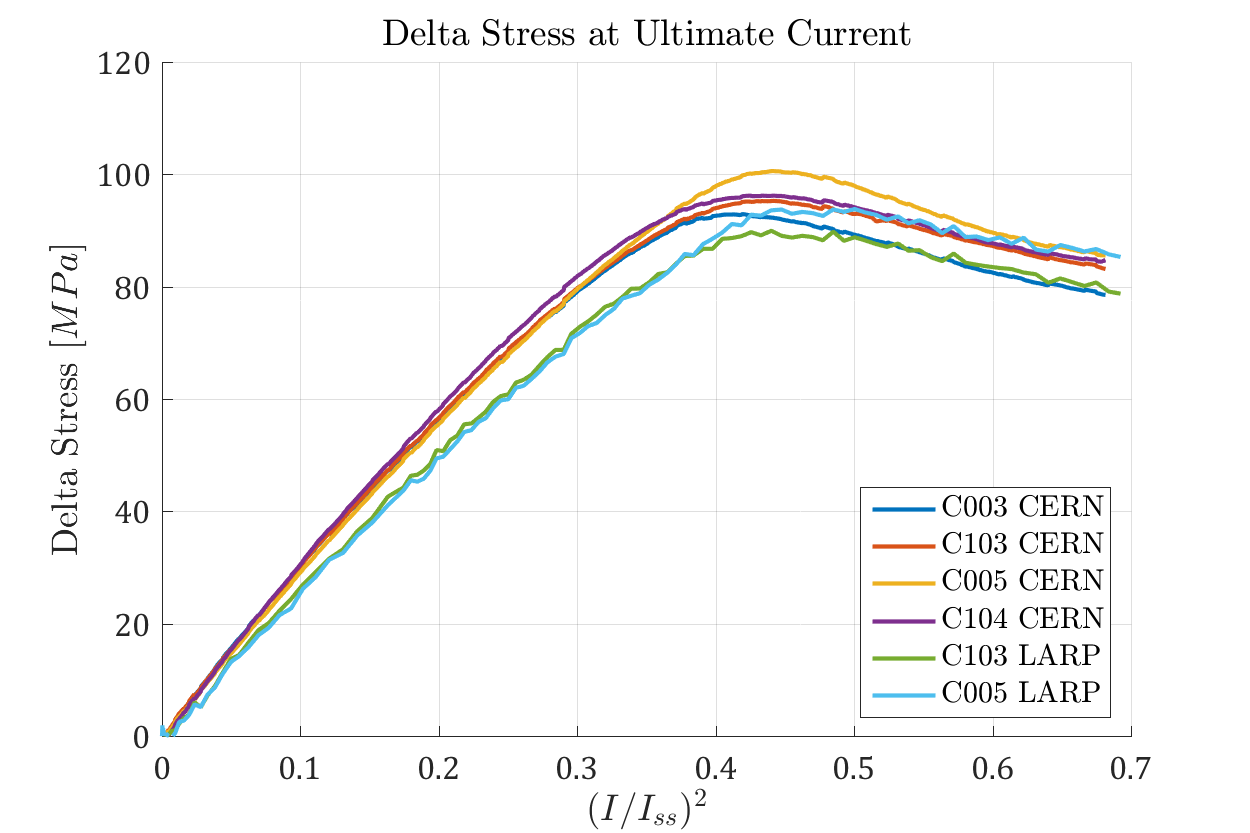 Delta Stress at Ultimate Current
120
100
80
60
40
20
0
Delta Stress [MPa]
0 0.1 0.2 0.3 0.4 0.5 0.6 0.7
(I/I_{ss})^2
C003 CERN
C103 CERN
C005 CERN
C104 CERN
C103 LARP
C005 LARP